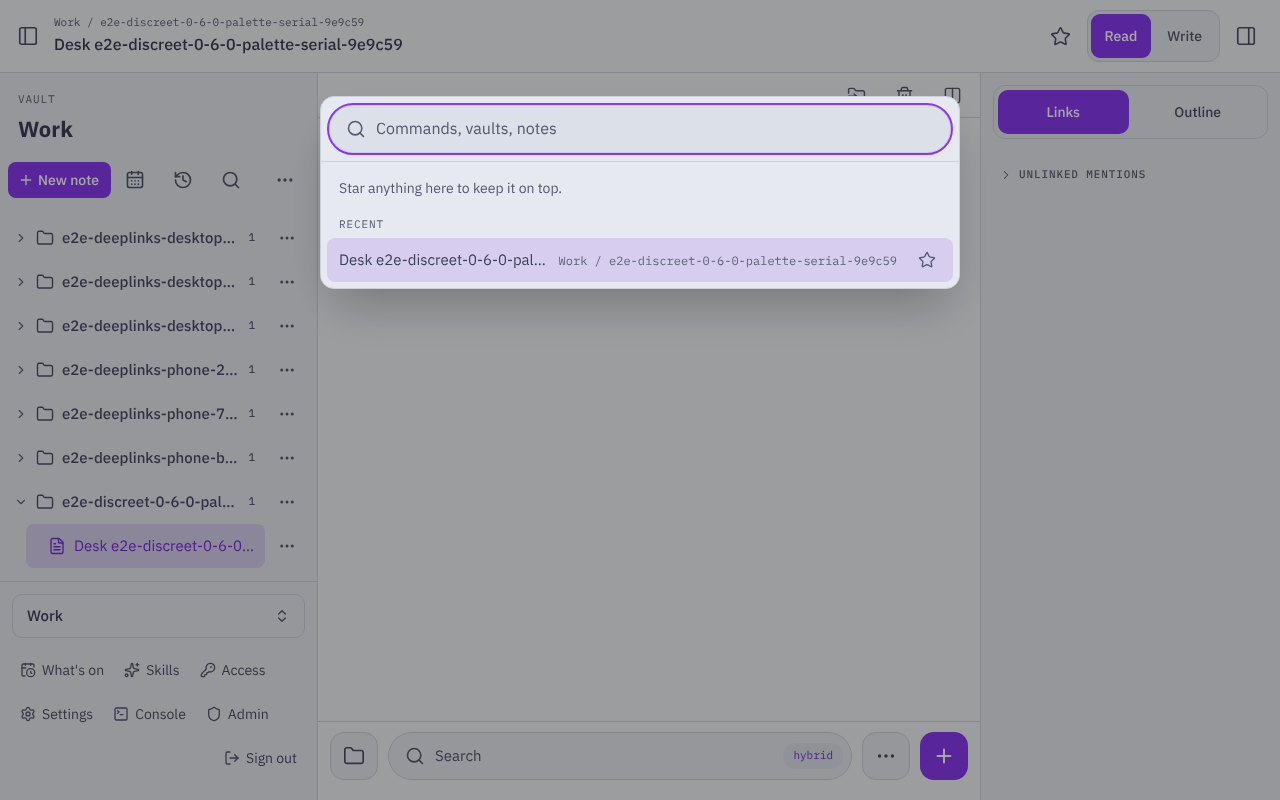 Work / e2e-discreet-0-6-0-palette-serial-9e9c59
Desk e2e-discreet-0-6-0-palette-serial-9e9c59
Read
Write
VAULT
Work
New note
e2e-deeplinks-desktop... 1
e2e-deeplinks-desktop... 1
e2e-deeplinks-desktop... 1
e2e-deeplinks-phone-2... 1
e2e-deeplinks-phone-7... 1
e2e-deeplinks-phone-b... 1
e2e-discreet-0-6-0-pal... 1
Desk e2e-discreet-0-6-0...
Work
What's on
Skills
Access
Settings
Console
Admin
Sign out
Commands, vaults, notes
Star anything here to keep it on top.
RECENT
Desk e2e-discreet-0-6-0-pal... Work / e2e-discreet-0-6-0-palette-serial-9e9c59
Search
hybrid
Links
Outline
UNLINKED MENTIONS